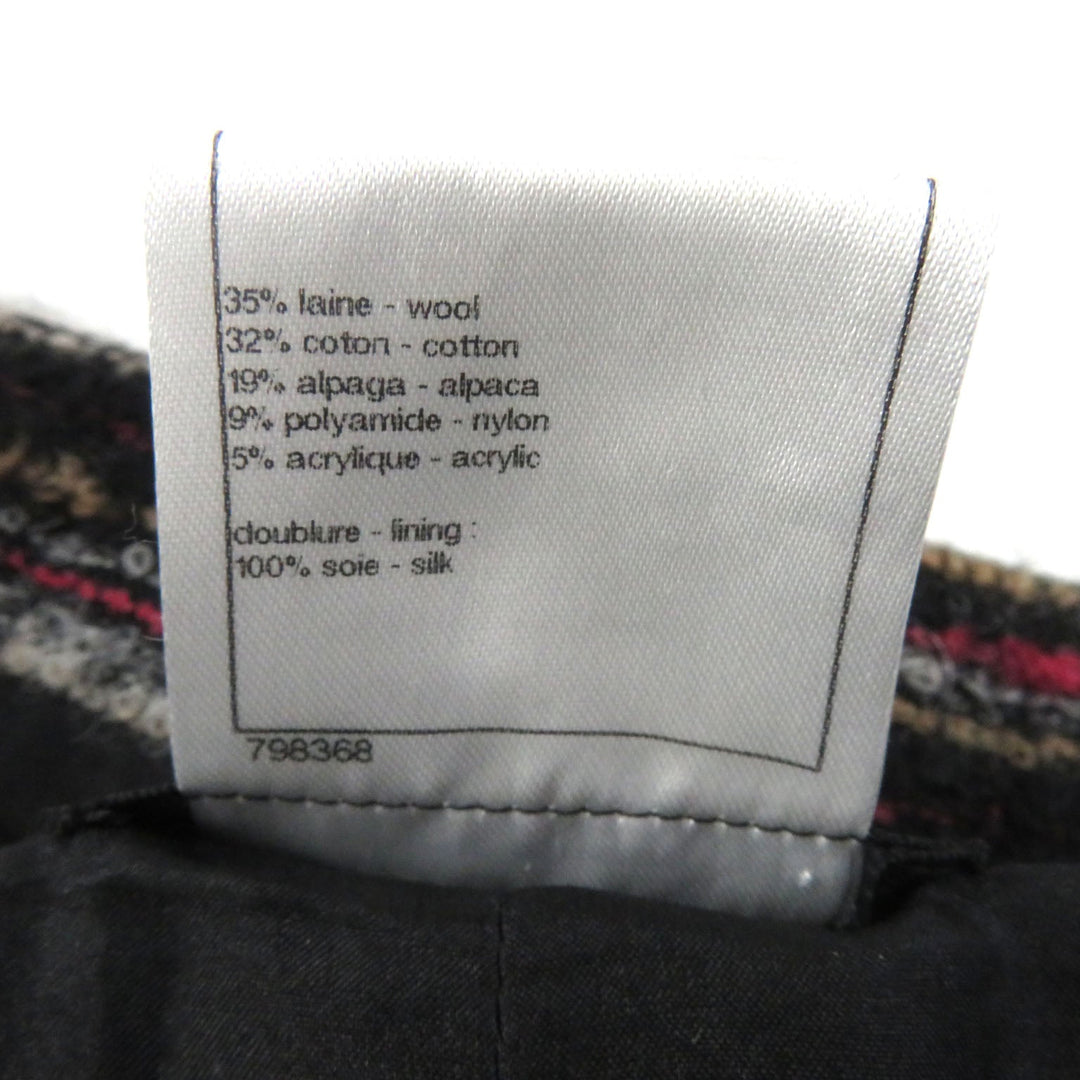 35% laine - wool
32% coton - cotton
19% alpaga - alpaca
9% polyamide - nylon
5% acrylique - acrylic
doublure - lining :
100% soie - silk
798368